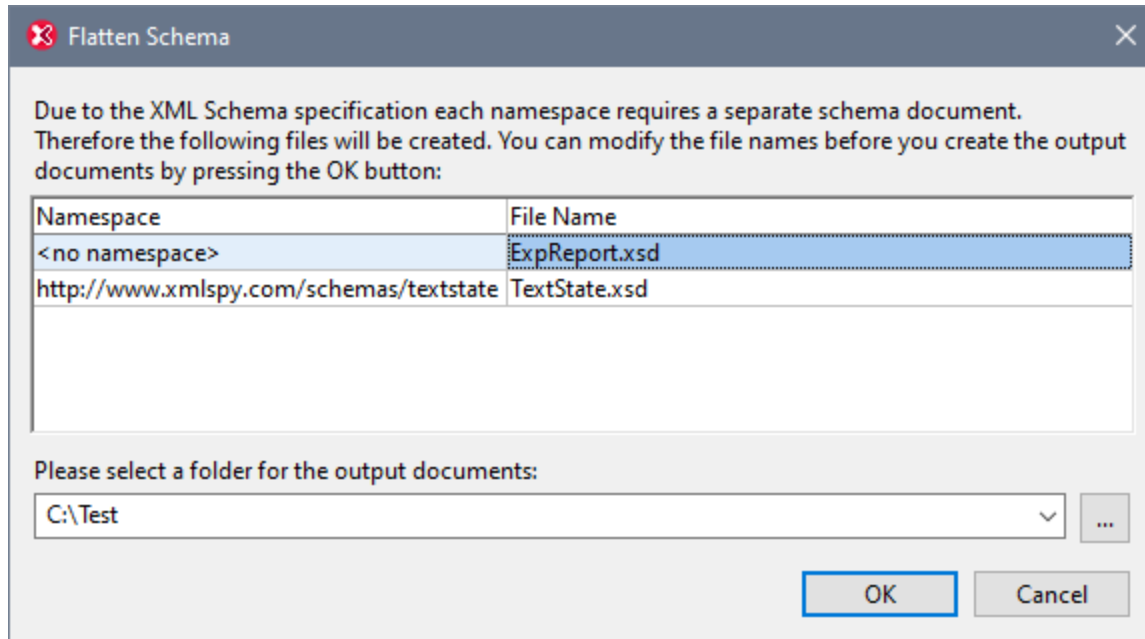 Flatten Schema
Due to the XML Schema specification each namespace requires a separate schema document.
Therefore the following files will be created. You can modify the file names before you create the output
documents by pressing the OK button:
Namespace File Name
<no namespace> ExpReport.xsd
http://www.xmlspy.com/schemas/textstate TextState.xsd
Please select a folder for the output documents:
C:\Test
...
OK Cancel